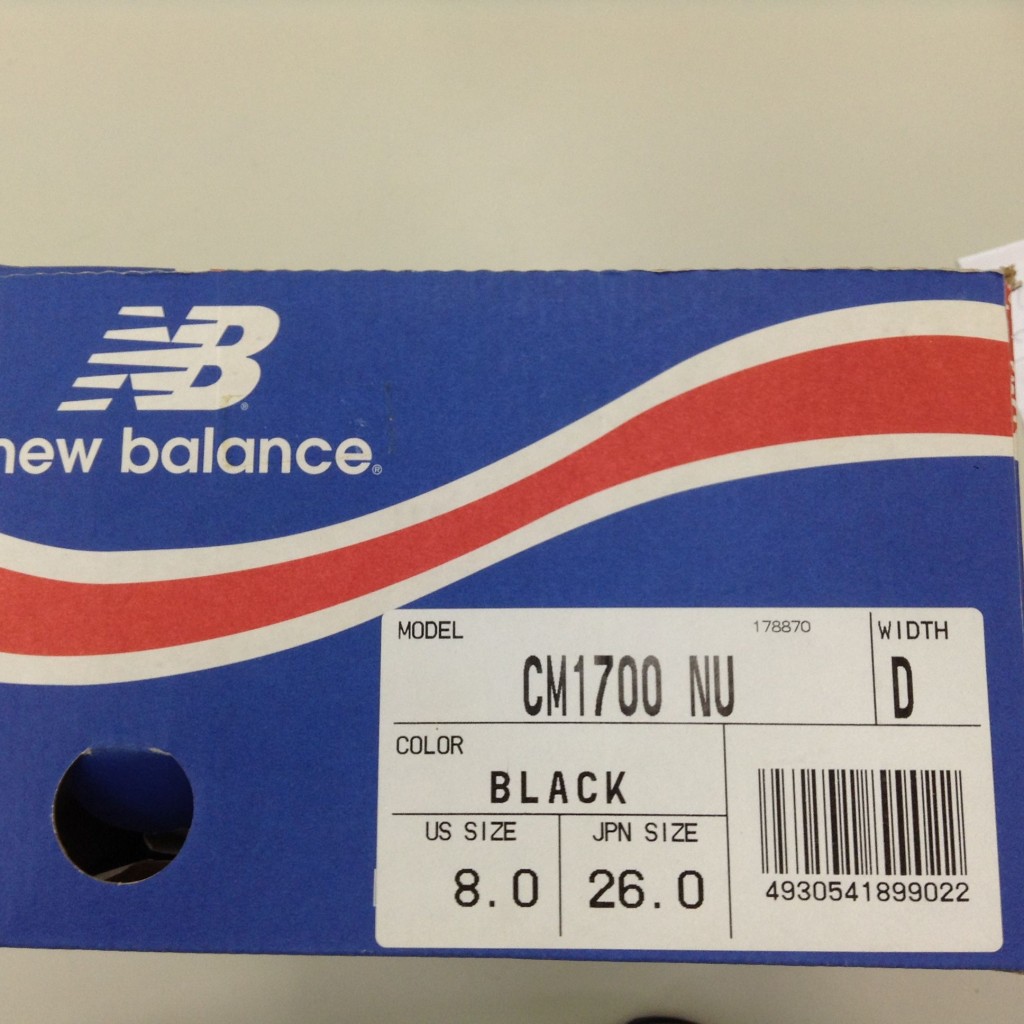 NB®
new balance®
MODEL 178870 WIDTH
CM1700 NU D
COLOR
BLACK
US SIZE JPN SIZE
8.0 26.0
4930541899022